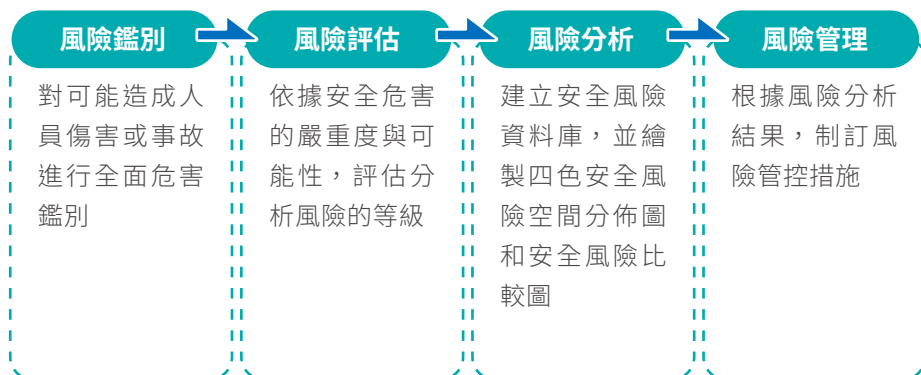 風險鑑別
對可能造成人
員傷害或事故
進行全面危害
鑑別
風險評估
依據安全危害
的嚴重度與可
能性，評估分
析風險的等級
風險分析
建立安全風險
資料庫，並繪
製四色安全風
險空間分佈圖
和安全風險比
較圖
風險管理
根據風險分析
結果，制訂風
險管控措施